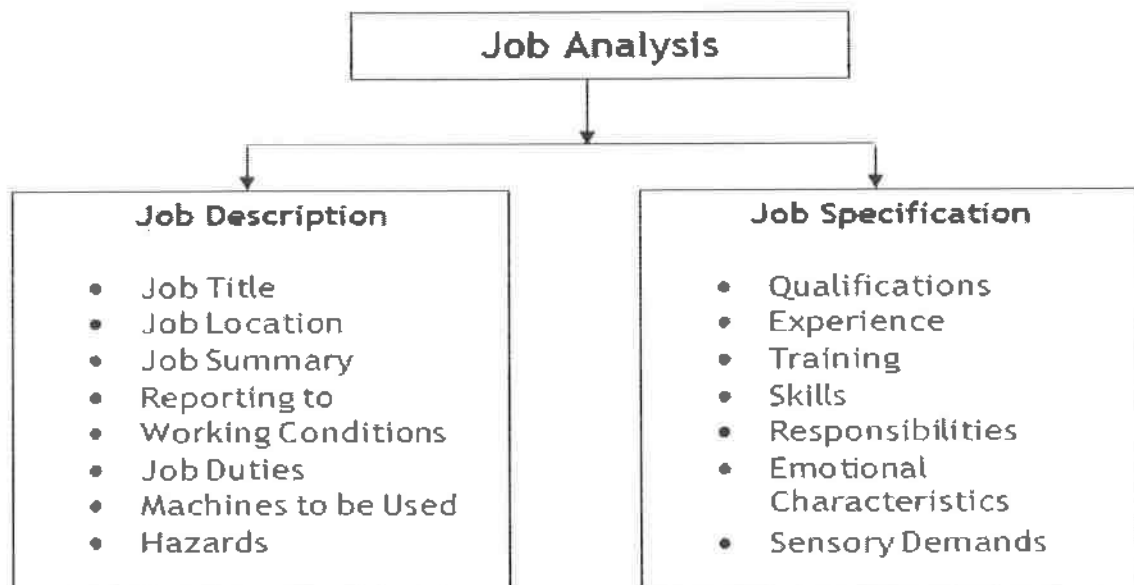 Job Analysis
Job Description
• Job Title
• Job Location
• Job Summary
• Reporting to
• Working Conditions
• Job Duties
• Machines to be Used
• Hazards
Job Specification
• Qualifications
• Experience
• Training
• Skills
• Responsibilities
• Emotional
Characteristics
• Sensory Demands